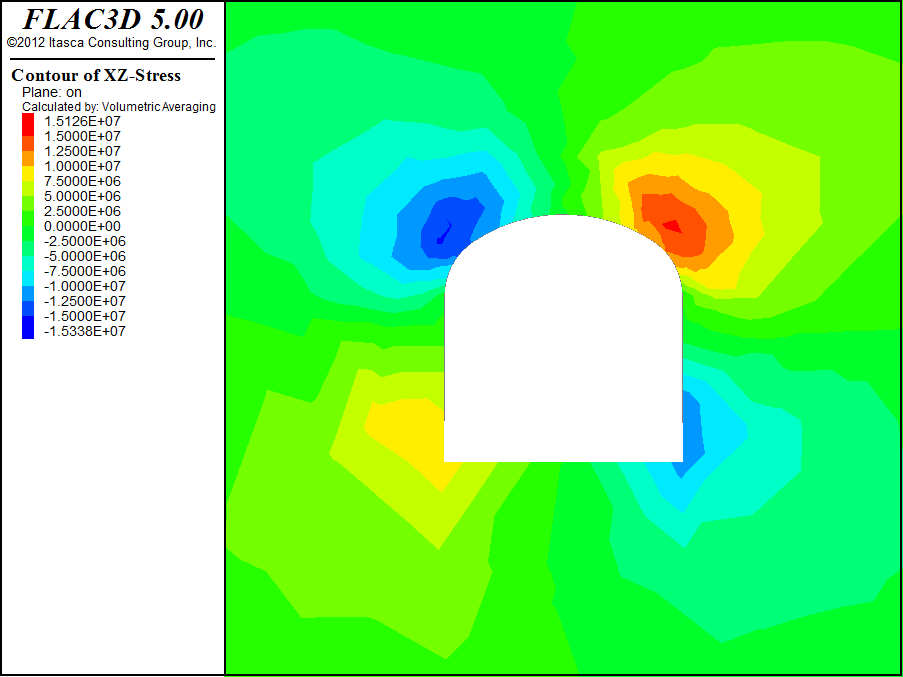 FLAC3D 5.00
©2012 Itasca Consulting Group, Inc.
Contour of XZ-Stress
Plane: on
Calculated by: Volumetric Averaging
1.5126E+07
1.5000E+07
1.2500E+07
1.0000E+07
7.5000E+06
5.0000E+06
2.5000E+06
0.0000E+00
-2.5000E+06
-5.0000E+06
-7.5000E+06
-1.0000E+07
-1.2500E+07
-1.5000E+07
-1.5338E+07